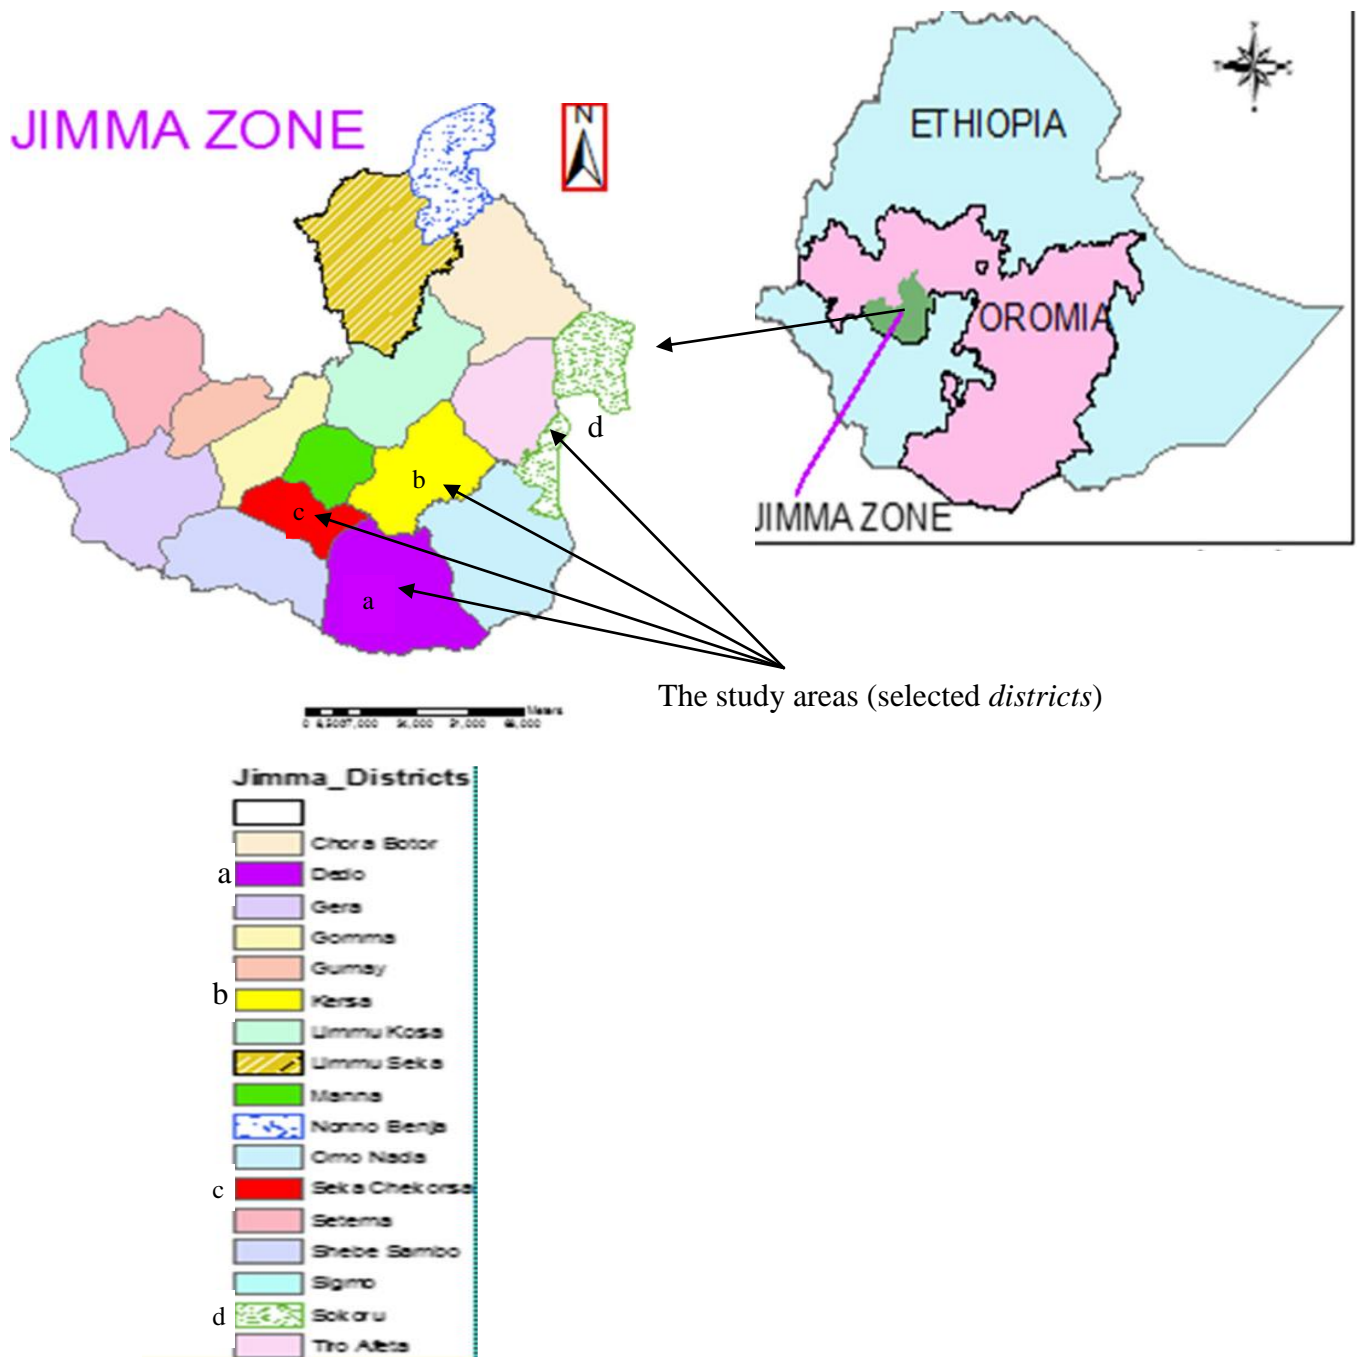 JIMMA ZONE
N
ETHIOPIA
OROMIA
JIMMA ZONE
d
b
c
a
The study areas (selected districts)
Meters
Jimma_Districts
Chora Botor
a Dedo
Gera
Gomma
Gumay
b Kersa
Limmu Kosa
Limmu Seka
Manna
Nonno Benja
Omo Nada
c Seka Chekorsa
Setema
Shebe Sambo
Sigmo
d Sokoru
Tiro Afeta